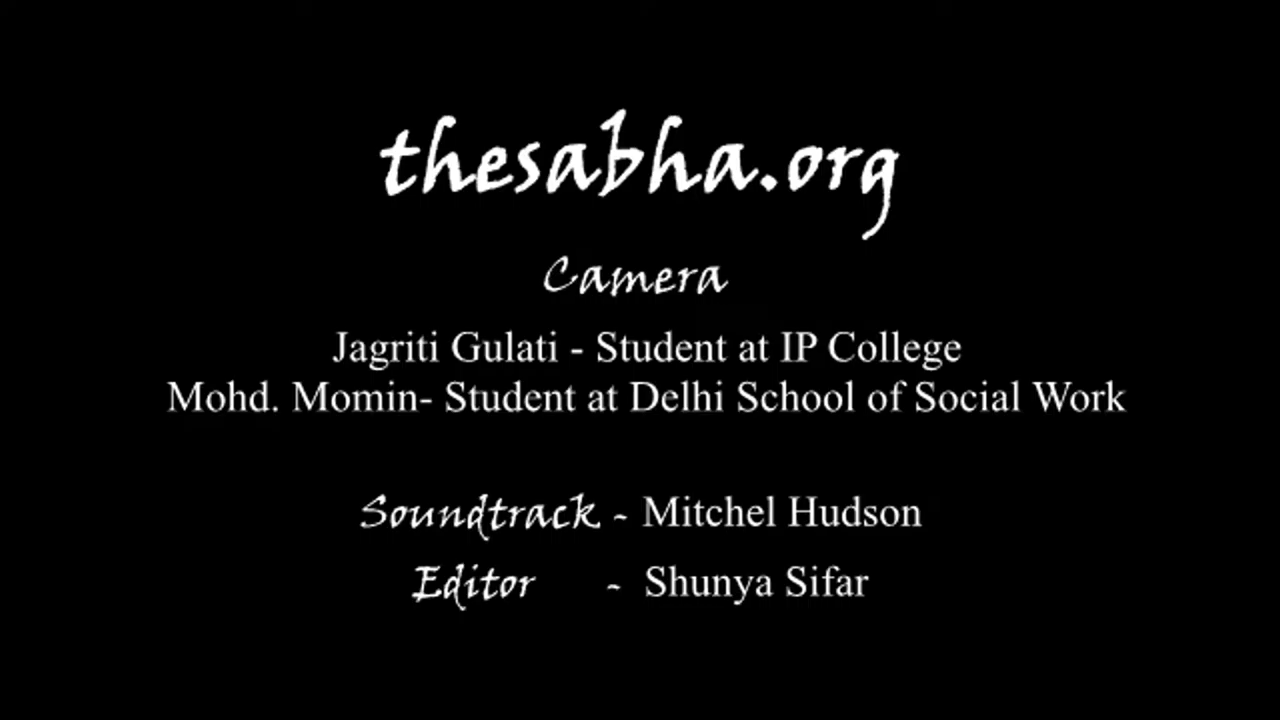 thesabha.org
Camera
Jagriti Gulati - Student at IP College
Mohd. Momin- Student at Delhi School of Social Work
Soundtrack - Mitchel Hudson
Editor - Shunya Sifar